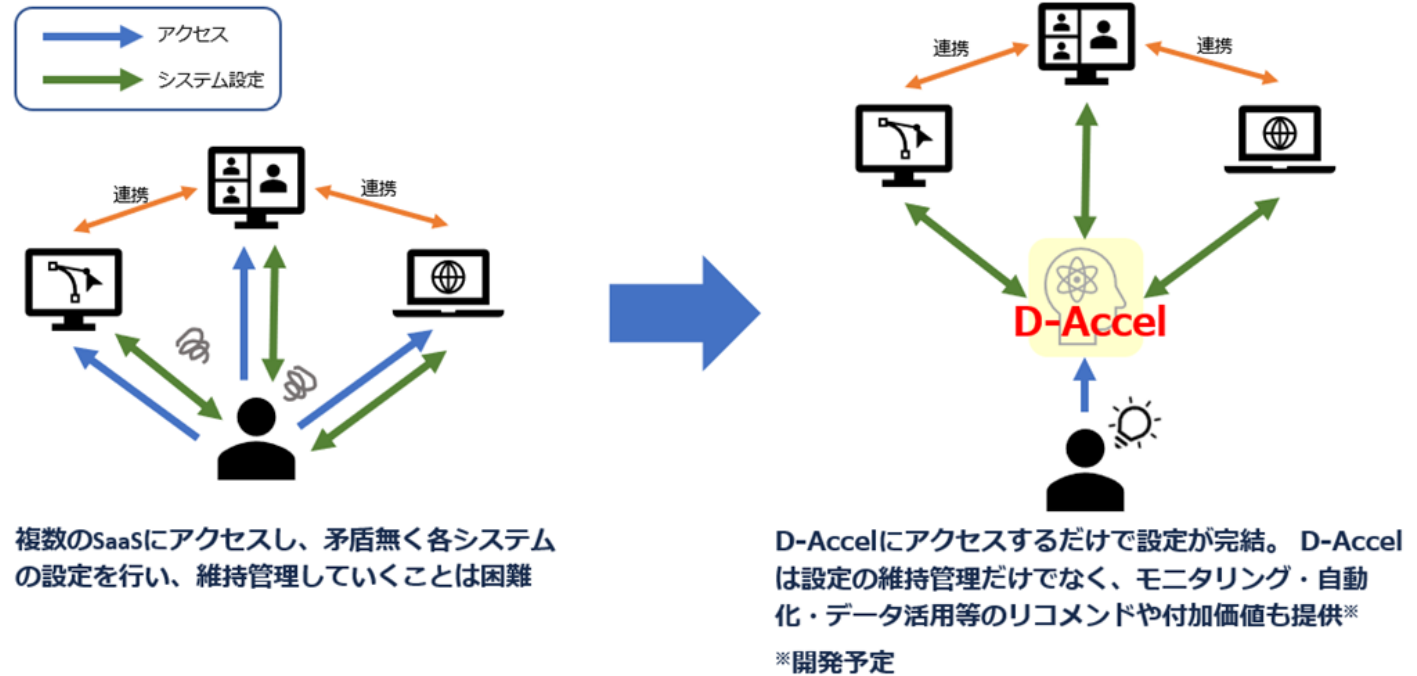 アクセス
システム設定
連携
連携
複数のSaaSにアクセスし、矛盾無く各システム
の設定を行い、維持管理していくことは困難
連携
連携
D-Accel
D-Accelにアクセスするだけで設定が完結。 D-Accel
は設定の維持管理だけでなく、モニタリング・自動
化・データ活用等のリコメンドや付加価値も提供※
※開発予定